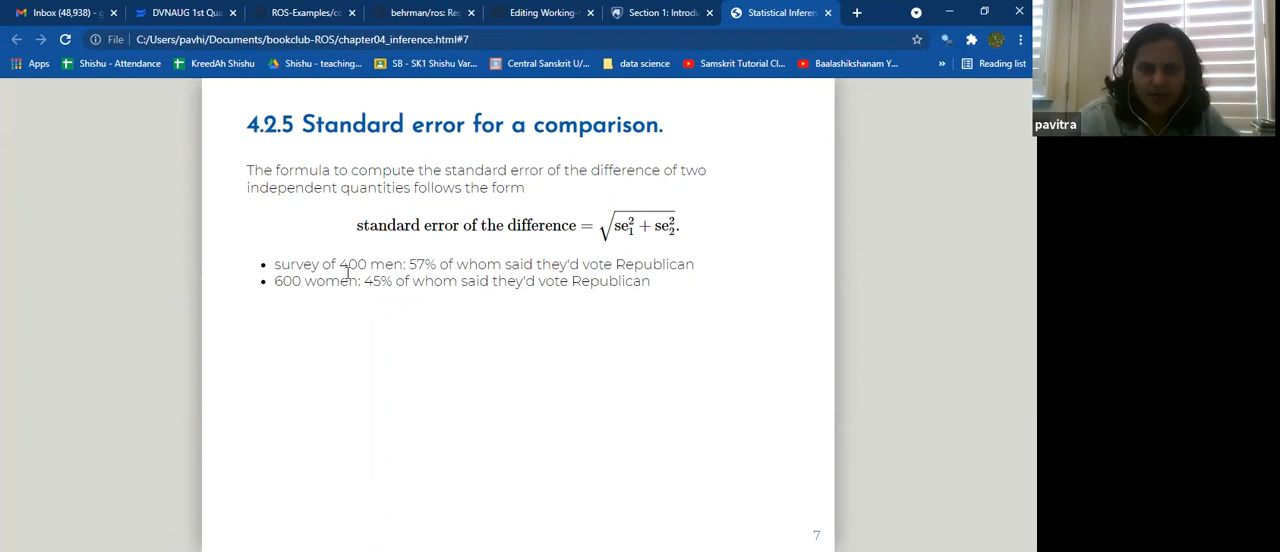 Inbox (48,938) - g
DVNAUG 1st Qua
ROS-Examples/ce
behrman/ros: Reg
Editing Working-
Section 1: Introdu
Statistical Inferen
File
C:/Users/pavhi/Documents/bookclub-ROS/chapter04_inference.html#7
Apps
Shishu - Attendance
KreedAh Shishu
Shishu - teaching...
SB - SK1 Shishu Var...
Central Sanskrit U/...
data science
Samskrit Tutorial Cl...
Baalashikshanam Y...
»
Reading list
pavitra
4.2.5 Standard error for a comparison.
The formula to compute the standard error of the difference of two
independent quantities follows the form
standard error of the difference = √(se₁² + se₂²).
• survey of 400 men: 57% of whom said they'd vote Republican
• 600 women: 45% of whom said they'd vote Republican
7